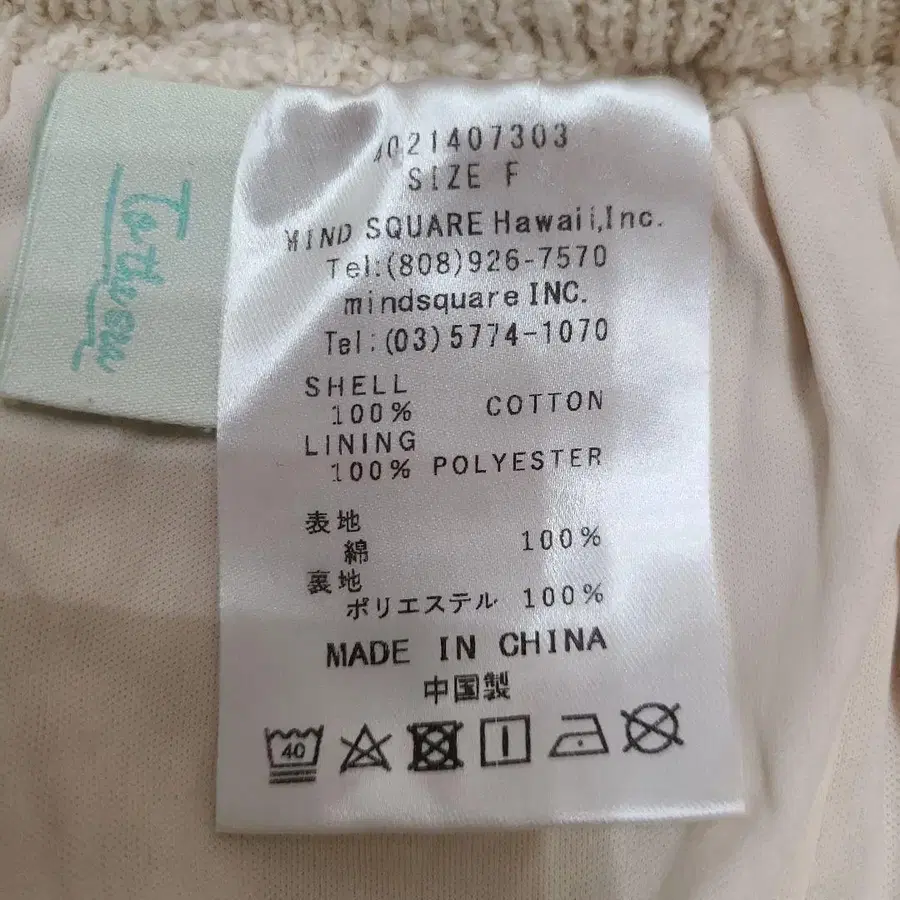 4021407303
SIZE F
MIND SQUARE Hawaii,Inc.
Tel:(808)926-7570
mindsquare INC.
Tel:(03)5774-1070
SHELL
100% COTTON
LINING
100% POLYESTER
表地
綿 100%
裏地
ポリエステル 100%
MADE IN CHINA
中国製
40